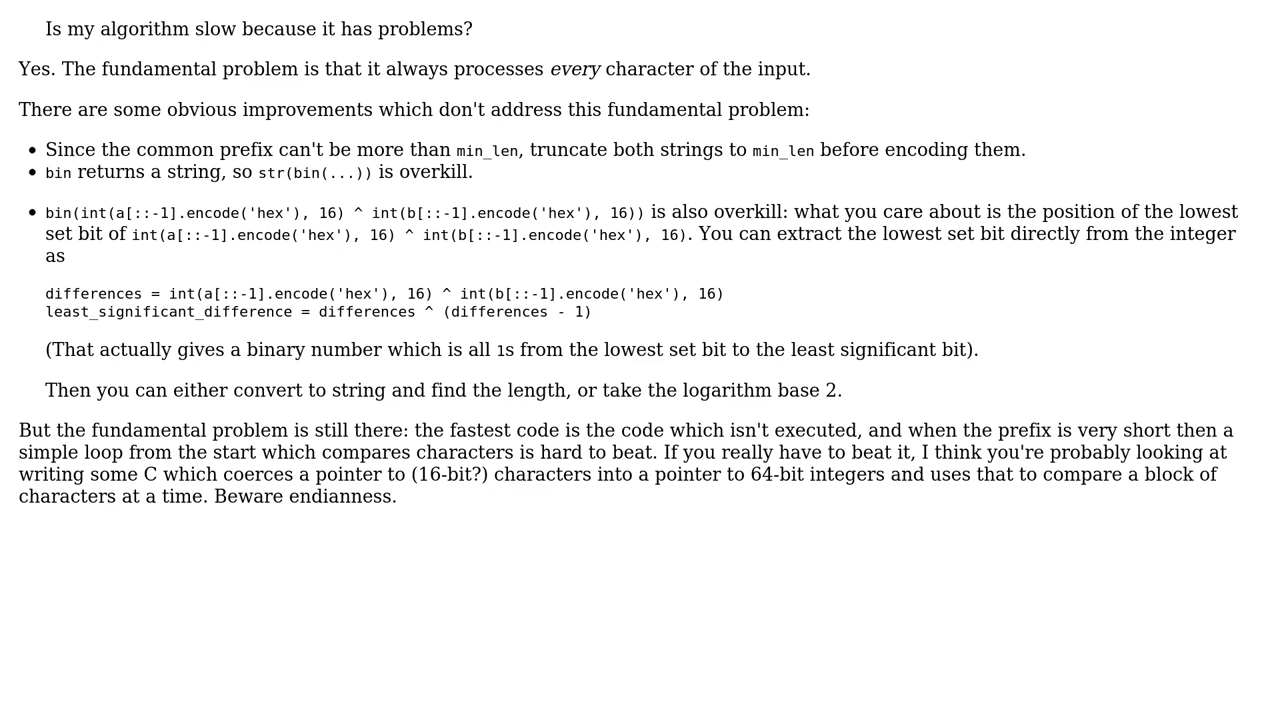 Is my algorithm slow because it has problems?
Yes. The fundamental problem is that it always processes every character of the input.
There are some obvious improvements which don't address this fundamental problem:
• Since the common prefix can't be more than min_len, truncate both strings to min_len before encoding them.
• bin returns a string, so str(bin(...)) is overkill.
• bin(int(a[::-1].encode('hex'), 16) ^ int(b[::-1].encode('hex'), 16)) is also overkill: what you care about is the position of the lowest
set bit of int(a[::-1].encode('hex'), 16) ^ int(b[::-1].encode('hex'), 16). You can extract the lowest set bit directly from the integer
as
differences = int(a[::-1].encode('hex'), 16) ^ int(b[::-1].encode('hex'), 16)
least_significant_difference = differences ^ (differences - 1)
(That actually gives a binary number which is all 1s from the lowest set bit to the least significant bit).
Then you can either convert to string and find the length, or take the logarithm base 2.
But the fundamental problem is still there: the fastest code is the code which isn't executed, and when the prefix is very short then a
simple loop from the start which compares characters is hard to beat. If you really have to beat it, I think you're probably looking at
writing some C which coerces a pointer to (16-bit?) characters into a pointer to 64-bit integers and uses that to compare a block of
characters at a time. Beware endianness.